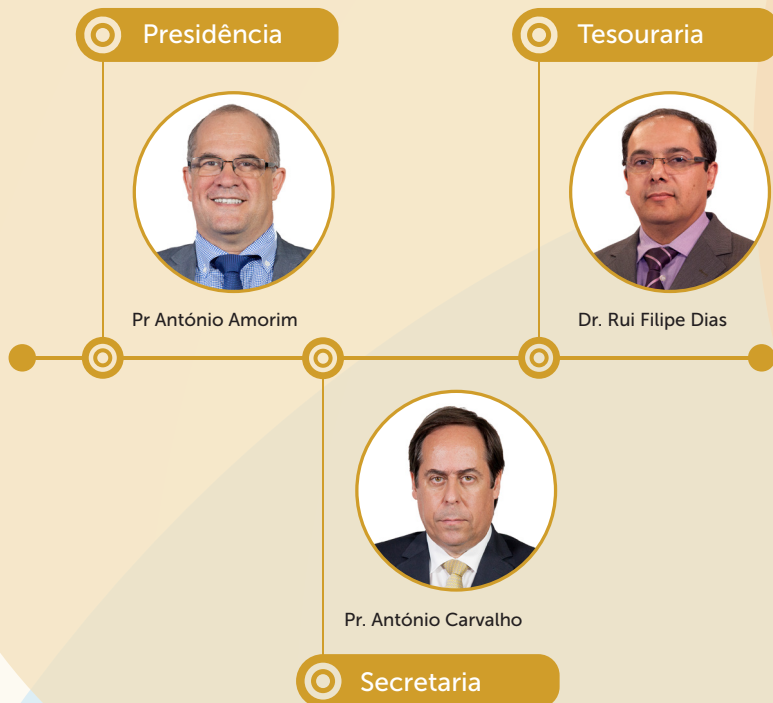 Presidência
Tesouraria
Pr António Amorim
Dr. Rui Filipe Dias
Pr. António Carvalho
Secretaria